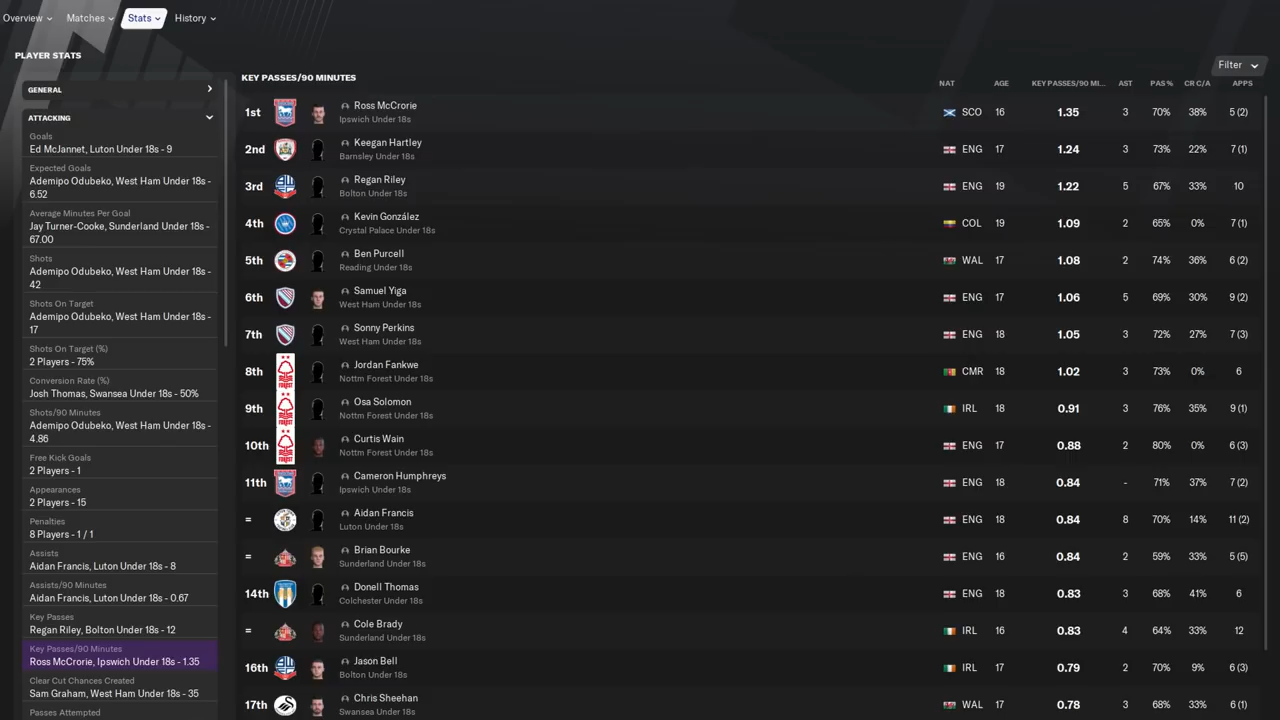 Overview Matches Stats History
PLAYER STATS
Filter
GENERAL
ATTACKING
Goals
Ed McJannet, Luton Under 18s - 9
Expected Goals
Ademipo Odubeko, West Ham Under 18s -
6.52
Average Minutes Per Goal
Jay Turner-Cooke, Sunderland Under 18s -
67.00
Shots
Ademipo Odubeko, West Ham Under 18s -
42
Shots On Target
Ademipo Odubeko, West Ham Under 18s -
17
Shots On Target (%)
2 Players - 75%
Conversion Rate (%)
Josh Thomas, Swansea Under 18s - 50%
Shots/90 Minutes
Ademipo Odubeko, West Ham Under 18s -
4.86
Free Kick Goals
2 Players - 1
Appearances
2 Players - 15
Penalties
8 Players - 1 / 1
Assists
Aidan Francis, Luton Under 18s - 8
Assists/90 Minutes
Aidan Francis, Luton Under 18s - 0.67
Key Passes
Regan Riley, Bolton Under 18s - 12
Key Passes/90 Minutes
Ross McCrorie, Ipswich Under 18s - 1.35
Clear Cut Chances Created
Sam Graham, West Ham Under 18s - 35
Passes Attempted
KEY PASSES/90 MINUTES
NAT AGE KEY PASSES/90 MI... AST PAS % CR C/A APPS
1st Ross McCrorie SCO 16 1.35 3 70% 38% 5 (2)
Ipswich Under 18s
2nd Keegan Hartley ENG 17 1.24 3 73% 22% 7 (1)
Barnsley Under 18s
3rd Regan Riley ENG 19 1.22 5 67% 33% 10
Bolton Under 18s
4th Kevin González COL 19 1.09 2 65% 0% 7 (1)
Crystal Palace Under 18s
5th Ben Purcell WAL 17 1.08 2 74% 36% 6 (2)
Reading Under 18s
6th Samuel Yiga ENG 17 1.06 5 69% 30% 9 (2)
West Ham Under 18s
7th Sonny Perkins ENG 18 1.05 3 72% 27% 7 (3)
West Ham Under 18s
8th Jordan Fankwe CMR 18 1.02 3 73% 0% 6
Nottm Forest Under 18s
9th Osa Solomon IRL 18 0.91 3 76% 35% 9 (1)
Nottm Forest Under 18s
10th Curtis Wain ENG 17 0.88 2 80% 0% 6 (3)
Nottm Forest Under 18s
11th Cameron Humphreys ENG 18 0.84 - 71% 37% 7 (2)
Ipswich Under 18s
= Aidan Francis ENG 18 0.84 8 70% 14% 11 (2)
Luton Under 18s
= Brian Bourke ENG 16 0.84 2 59% 33% 5 (5)
Sunderland Under 18s
14th Donell Thomas ENG 18 0.83 3 68% 41% 6
Colchester Under 18s
= Cole Brady IRL 16 0.83 4 64% 33% 12
Sunderland Under 18s
16th Jason Bell IRL 17 0.79 2 70% 9% 6 (3)
Bolton Under 18s
17th Chris Sheehan WAL 17 0.78 3 68% 33% 6 (1)
Swansea Under 18s